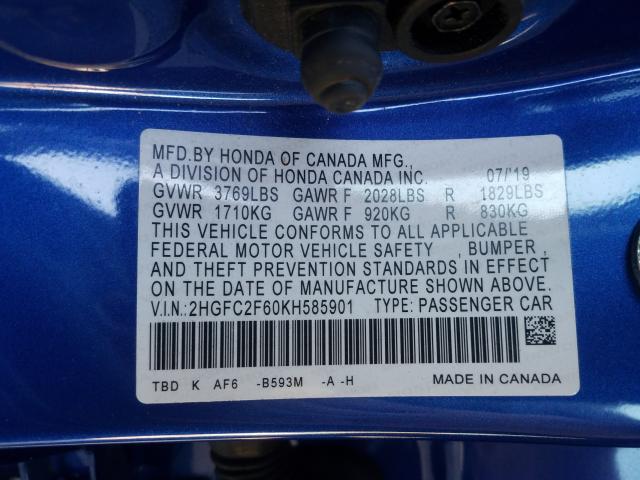 MFD.BY HONDA OF CANADA MFG.,
A DIVISION OF HONDA CANADA INC. 07/'19
GVWR 3769LBS GAWR F 2028LBS R 1829LBS
GVWR 1710KG GAWR F 920KG R 830KG
THIS VEHICLE CONFORMS TO ALL APPLICABLE
FEDERAL MOTOR VEHICLE SAFETY , BUMPER ,
AND THEFT PREVENTION STANDARDS IN EFFECT
ON THE DATE OF MANUFACTURE SHOWN ABOVE.
V.I.N.: 2HGFC2F60KH585901 TYPE: PASSENGER CAR
TBD K AF6 -B593M -A -H MADE IN CANADA